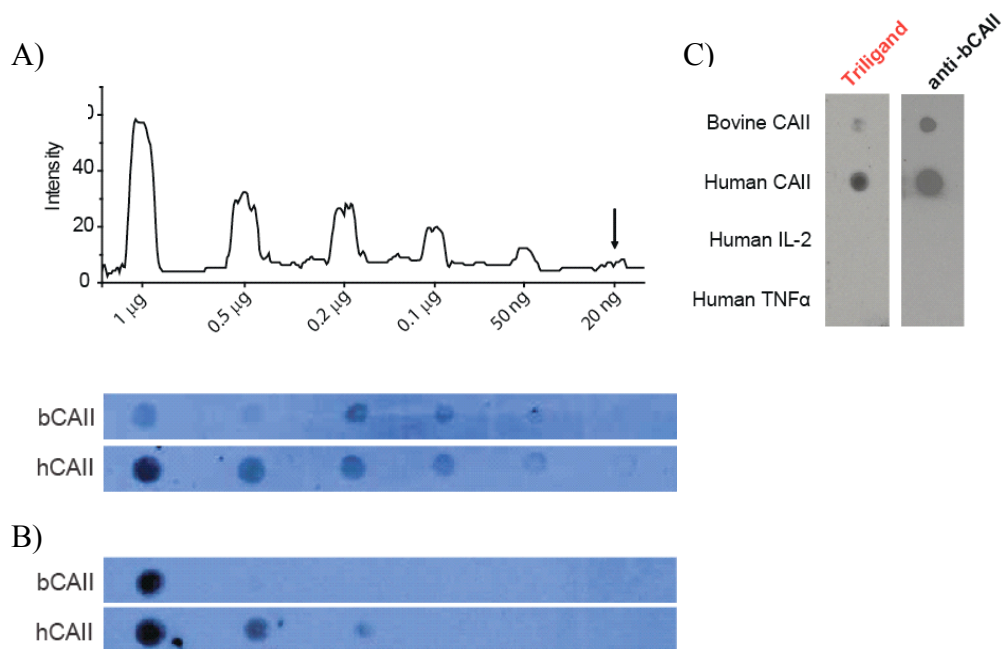 A)
Intensity
0
40
20
0
1 µg
0.5 µg
0.2 µg
0.1 µg
50 ng
20 ng
bCAII
hCAII
B)
bCAII
hCAII
C)
Triligand
anti-bCAII
Bovine CAII
Human CAII
Human IL-2
Human TNFα